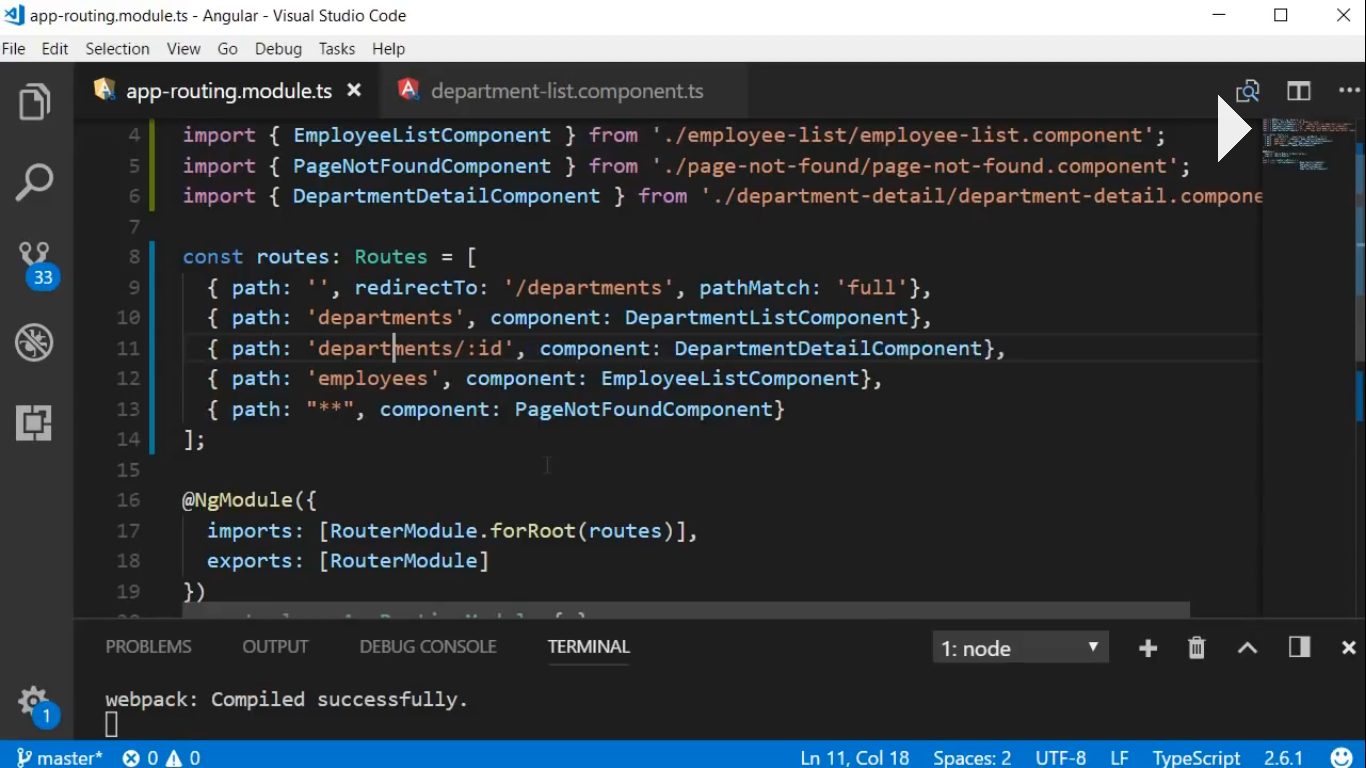 app-routing.module.ts - Angular - Visual Studio Code
File Edit Selection View Go Debug Tasks Help
app-routing.module.ts department-list.component.ts
4 import { EmployeeListComponent } from './employee-list/employee-list.component';
5 import { PageNotFoundComponent } from './page-not-found/page-not-found.component';
6 import { DepartmentDetailComponent } from './department-detail/department-detail.compone
7
8 const routes: Routes = [
9 { path: '', redirectTo: '/departments', pathMatch: 'full'},
10 { path: 'departments', component: DepartmentListComponent},
11 { path: 'departments/:id', component: DepartmentDetailComponent},
12 { path: 'employees', component: EmployeeListComponent},
13 { path: "**", component: PageNotFoundComponent}
14 ];
15
16 @NgModule({
17 imports: [RouterModule.forRoot(routes)],
18 exports: [RouterModule]
19 })
33
1
PROBLEMS OUTPUT DEBUG CONSOLE TERMINAL 1: node
webpack: Compiled successfully.
master* 0 0 Ln 11, Col 18 Spaces: 2 UTF-8 LF TypeScript 2.6.1